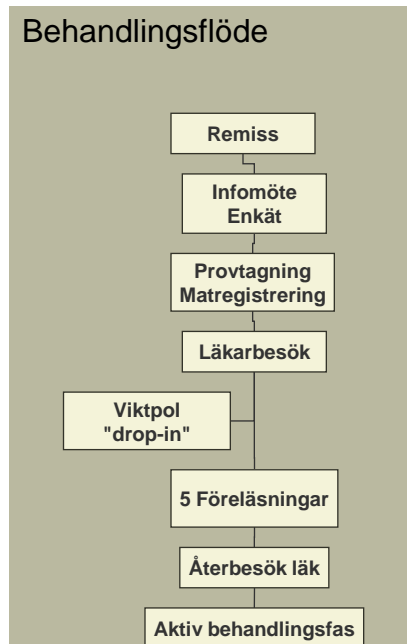 Behandlingsflöde
Remiss
Infomöte
Enkät
Provtagning
Matregistrering
Läkarbesök
Viktpol
"drop-in"
5 Föreläsningar
Återbesök läk
Aktiv behandlingsfas